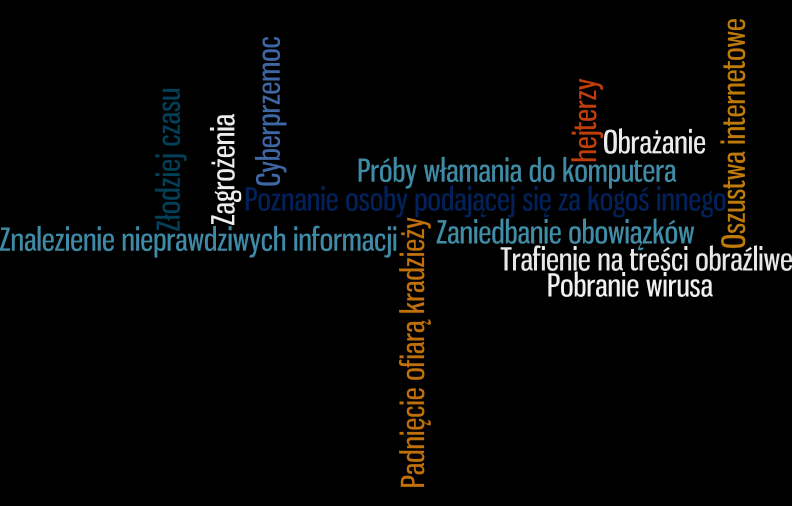 Złodziej czasu
Zagrożenia
Cyberprzemoc
hejterzy
Obrażanie
Oszustwa internetowe
Próby włamania do komputera
Poznanie osoby podającej się za kogoś innego
Znalezienie nieprawdziwych informacji
Padnięcie ofiarą kradzieży
Zaniedbanie obowiązków
Trafienie na treści obraźliwe
Pobranie wirusa